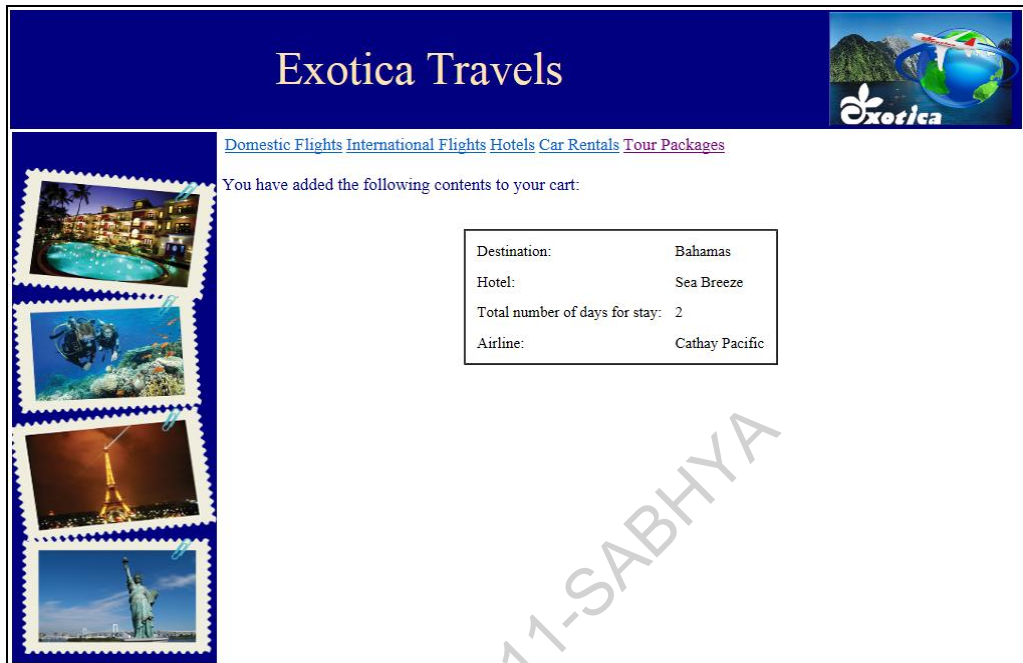 Exotica Travels
Exotica
Domestic Flights International Flights Hotels Car Rentals Tour Packages
You have added the following contents to your cart:
Destination: Bahamas
Hotel: Sea Breeze
Total number of days for stay: 2
Airline: Cathay Pacific
11-SABHYA